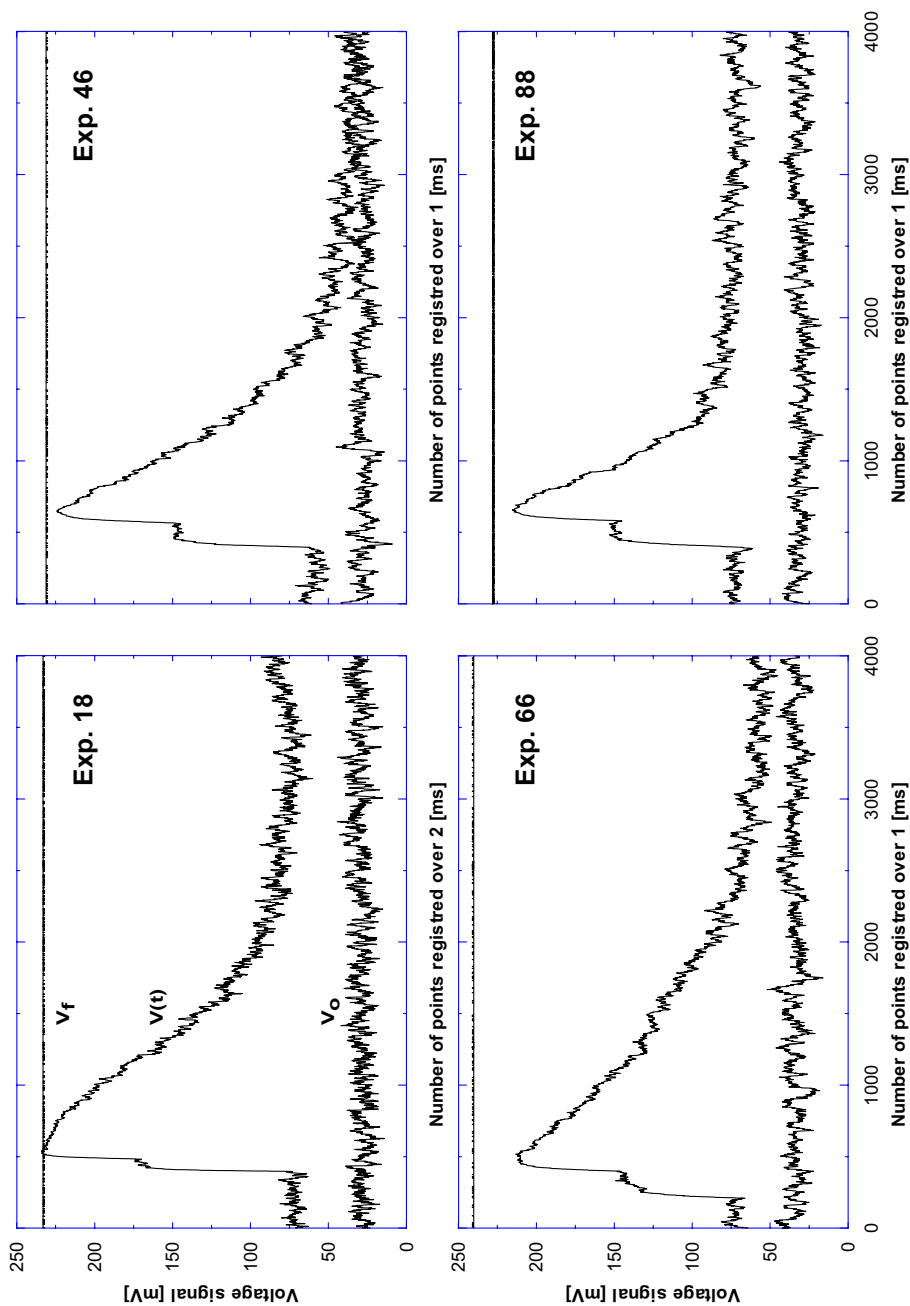 250
200
150
100
50
0
Voltage signal [mV]
Exp. 18
Vf
V(t)
Vo
Number of points registred over 2 [ms]
Exp. 46
Number of points registred over 1 [ms]
250
200
150
100
50
0
Voltage signal [mV]
Exp. 66
0 1000 2000 3000 4000
Number of points registred over 1 [ms]
Exp. 88
0 1000 2000 3000 4000
Number of points registred over 1 [ms]